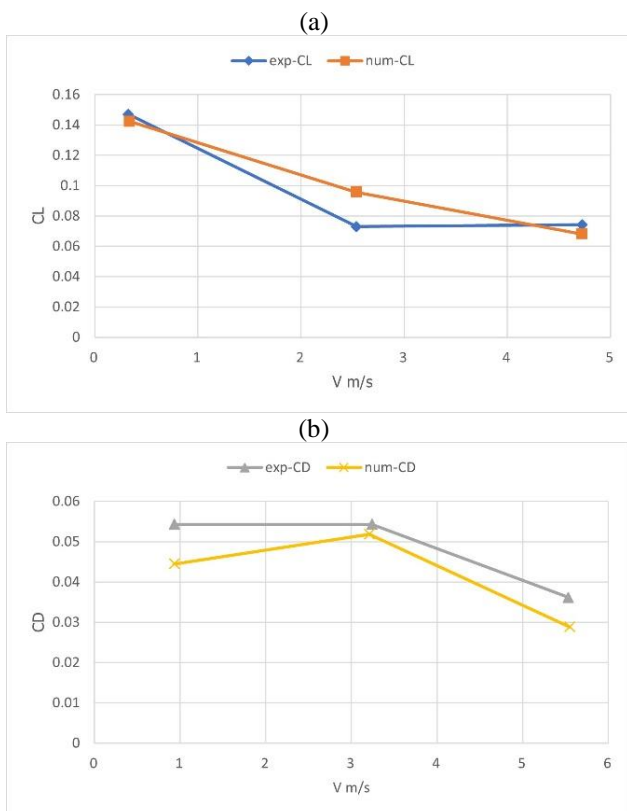 (a)
exp-CL num-CL
0.16
0.14
0.12
0.1
0.08
0.06
0.04
0.02
0
CL
0 1 2 3 4 5
V m/s
(b)
exp-CD num-CD
0.06
0.05
0.04
0.03
0.02
0.01
0
CD
0 1 2 3 4 5 6
V m/s